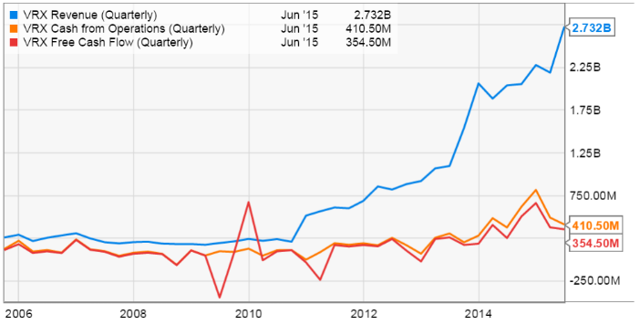 VRX Revenue (Quarterly) Jun '15 2.732B
VRX Cash from Operations (Quarterly) Jun '15 410.50M
VRX Free Cash Flow (Quarterly) Jun '15 354.50M
2.732B
2.25B
1.75B
1.25B
750.00M
410.50M
354.50M
-250.00M
2006 2008 2010 2012 2014